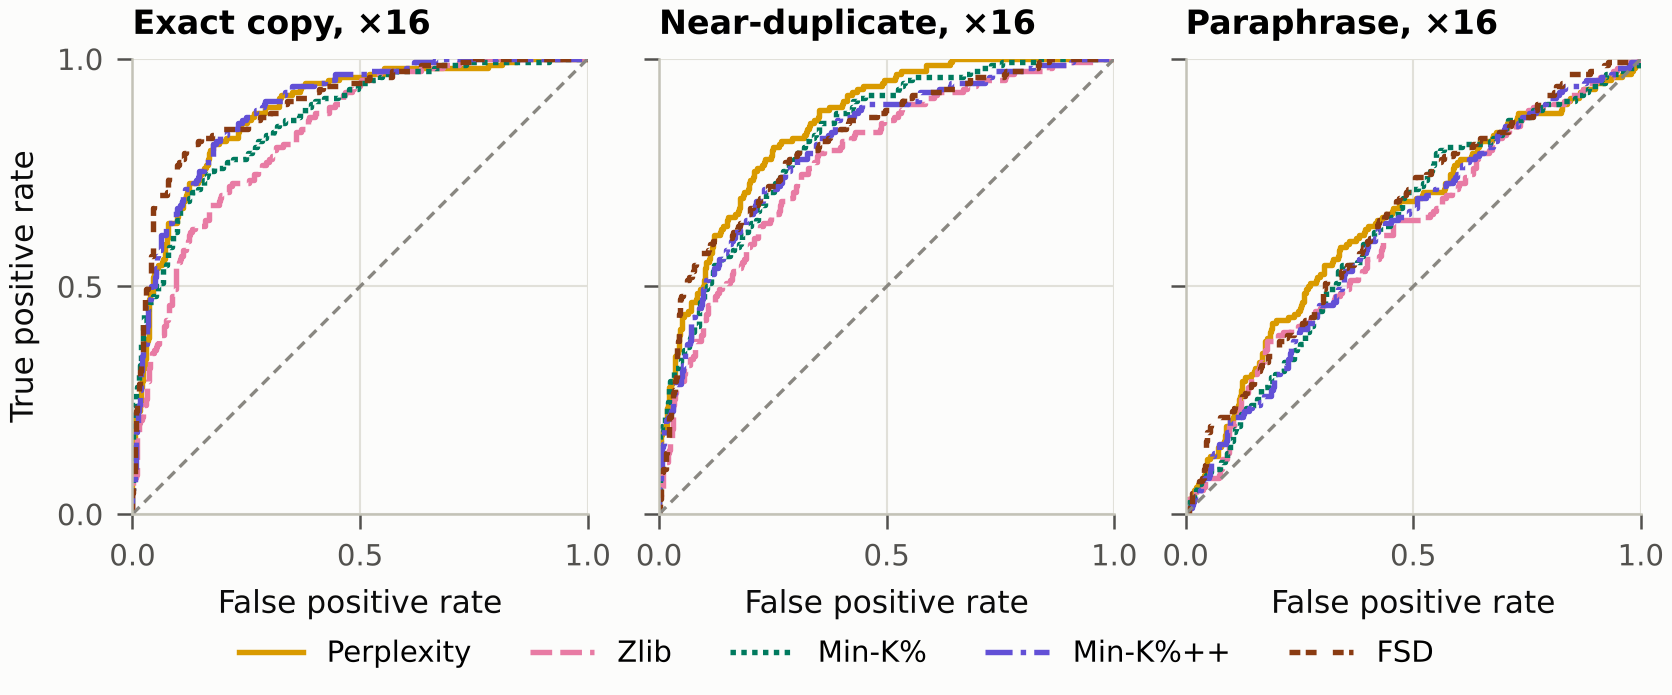 Exact copy, ×16 Near-duplicate, ×16 Paraphrase, ×16
True positive rate
1.0
0.5
0.0
0.0 0.5 1.0 0.0 0.5 1.0 0.0 0.5 1.0
False positive rate False positive rate False positive rate
Perplexity Zlib Min-K% Min-K%++ FSD